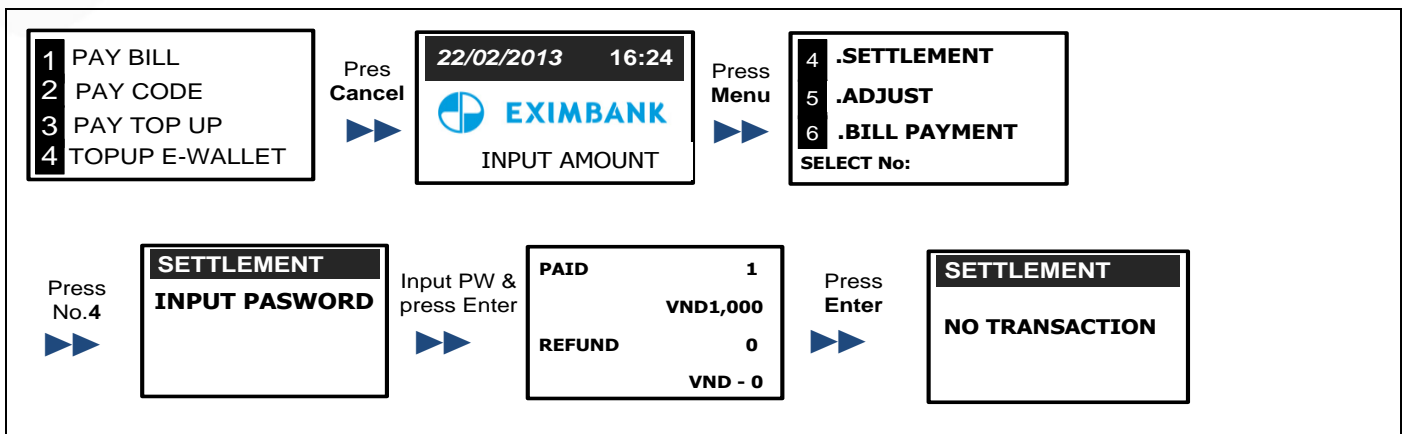 1 PAY BILL
2 PAY CODE
3 PAY TOP UP
4 TOPUP E-WALLET
Pres
Cancel
22/02/2013 16:24
EXIMBANK
INPUT AMOUNT
Press
Menu
4 .SETTLEMENT
5 .ADJUST
6 .BILL PAYMENT
SELECT No:
Press
No.4
SETTLEMENT
INPUT PASWORD
Input PW &
press Enter
PAID 1
VND1,000
REFUND 0
VND - 0
Press
Enter
SETTLEMENT
NO TRANSACTION